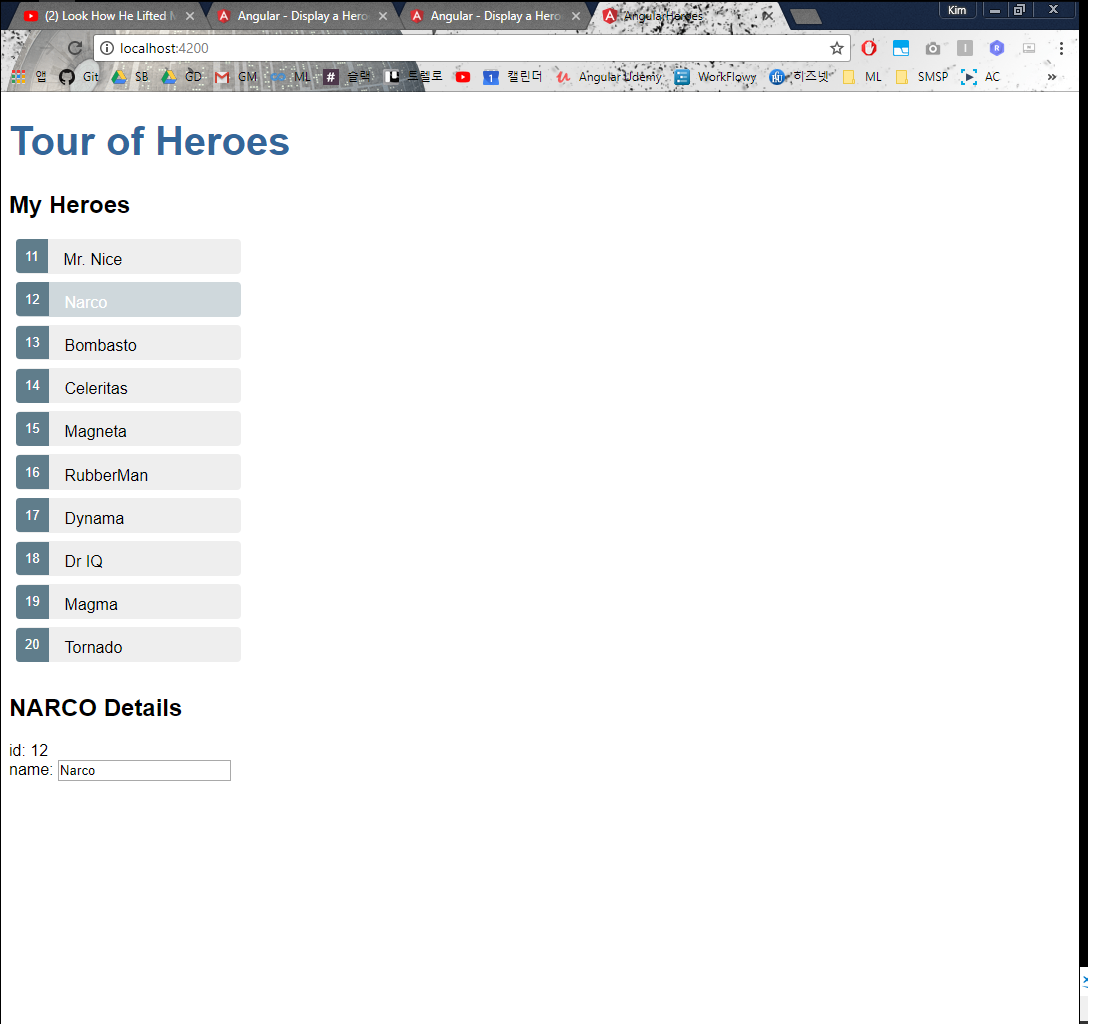 (2) Look How He Lifted M
Angular - Display a Hero
Angular - Display a Hero
AngularHeroes
Kim
localhost:4200
앱 Git SB GD GM ML # 슬랙 트렐로 1 캘린더 Angular Udemy WorkFlowy 히즈넷 ML SMSP AC »
Tour of Heroes
My Heroes
11 Mr. Nice
12 Narco
13 Bombasto
14 Celeritas
15 Magneta
16 RubberMan
17 Dynama
18 Dr IQ
19 Magma
20 Tornado
NARCO Details
id: 12
name: Narco